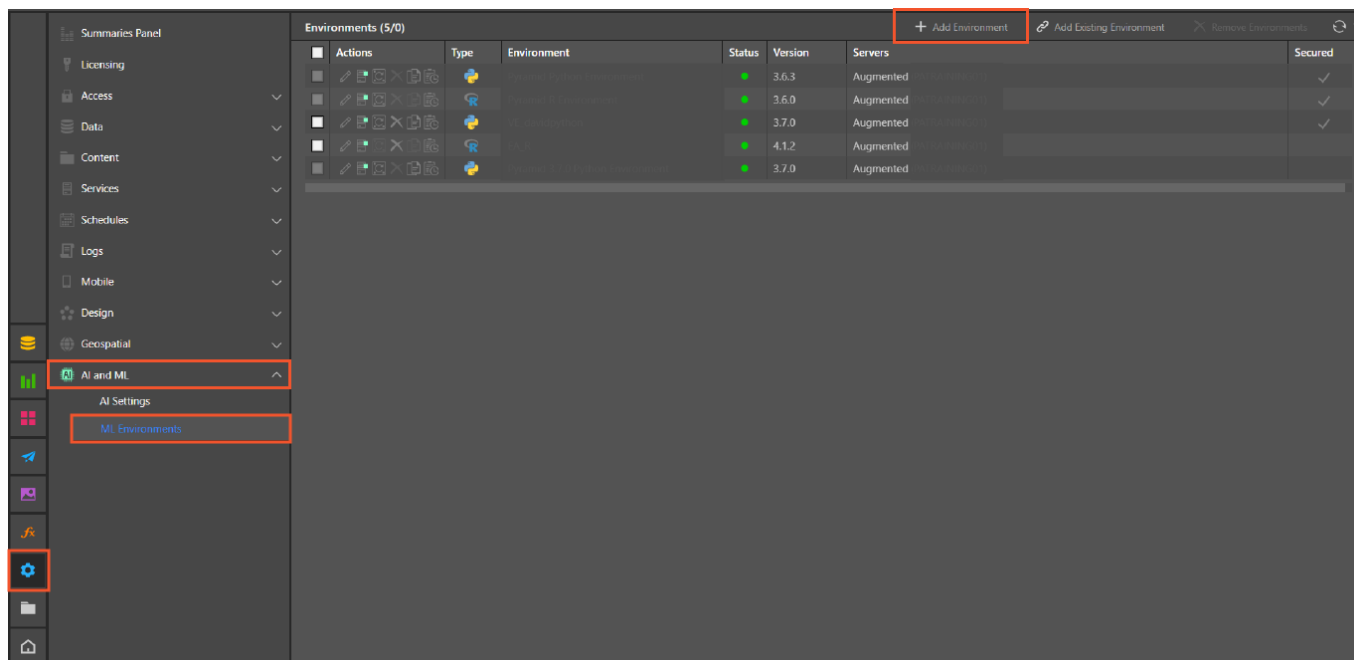 Summaries Panel
Licensing
Access
Data
Content
Services
Schedules
Logs
Mobile
Design
Geospatial
AI and ML
AI Settings
ML Environments
Environments (5/0)
Add Environment
Add Existing Environment
Remove Environments
Actions Type Environment Status Version Servers Secured
3.6.3 Augmented
3.6.0 Augmented
3.7.0 Augmented
4.1.2 Augmented
3.7.0 Augmented